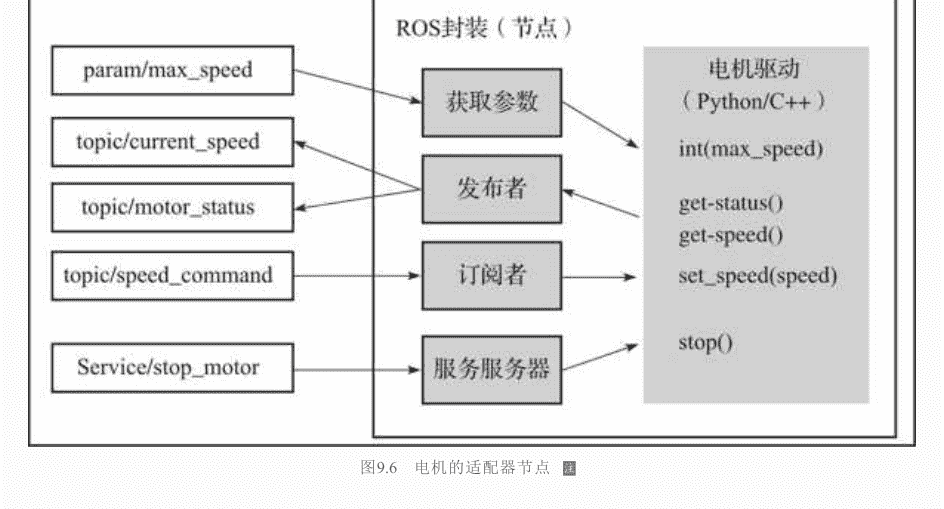 ROS封装（节点）
param/max_speed
topic/current_speed
topic/motor_status
topic/speed_command
Service/stop_motor
获取参数
发布者
订阅者
服务服务器
电机驱动
（Python/C++）
int(max_speed)
get-status()
get-speed()
set_speed(speed)
stop()
图9.6 电机的适配器节点 注